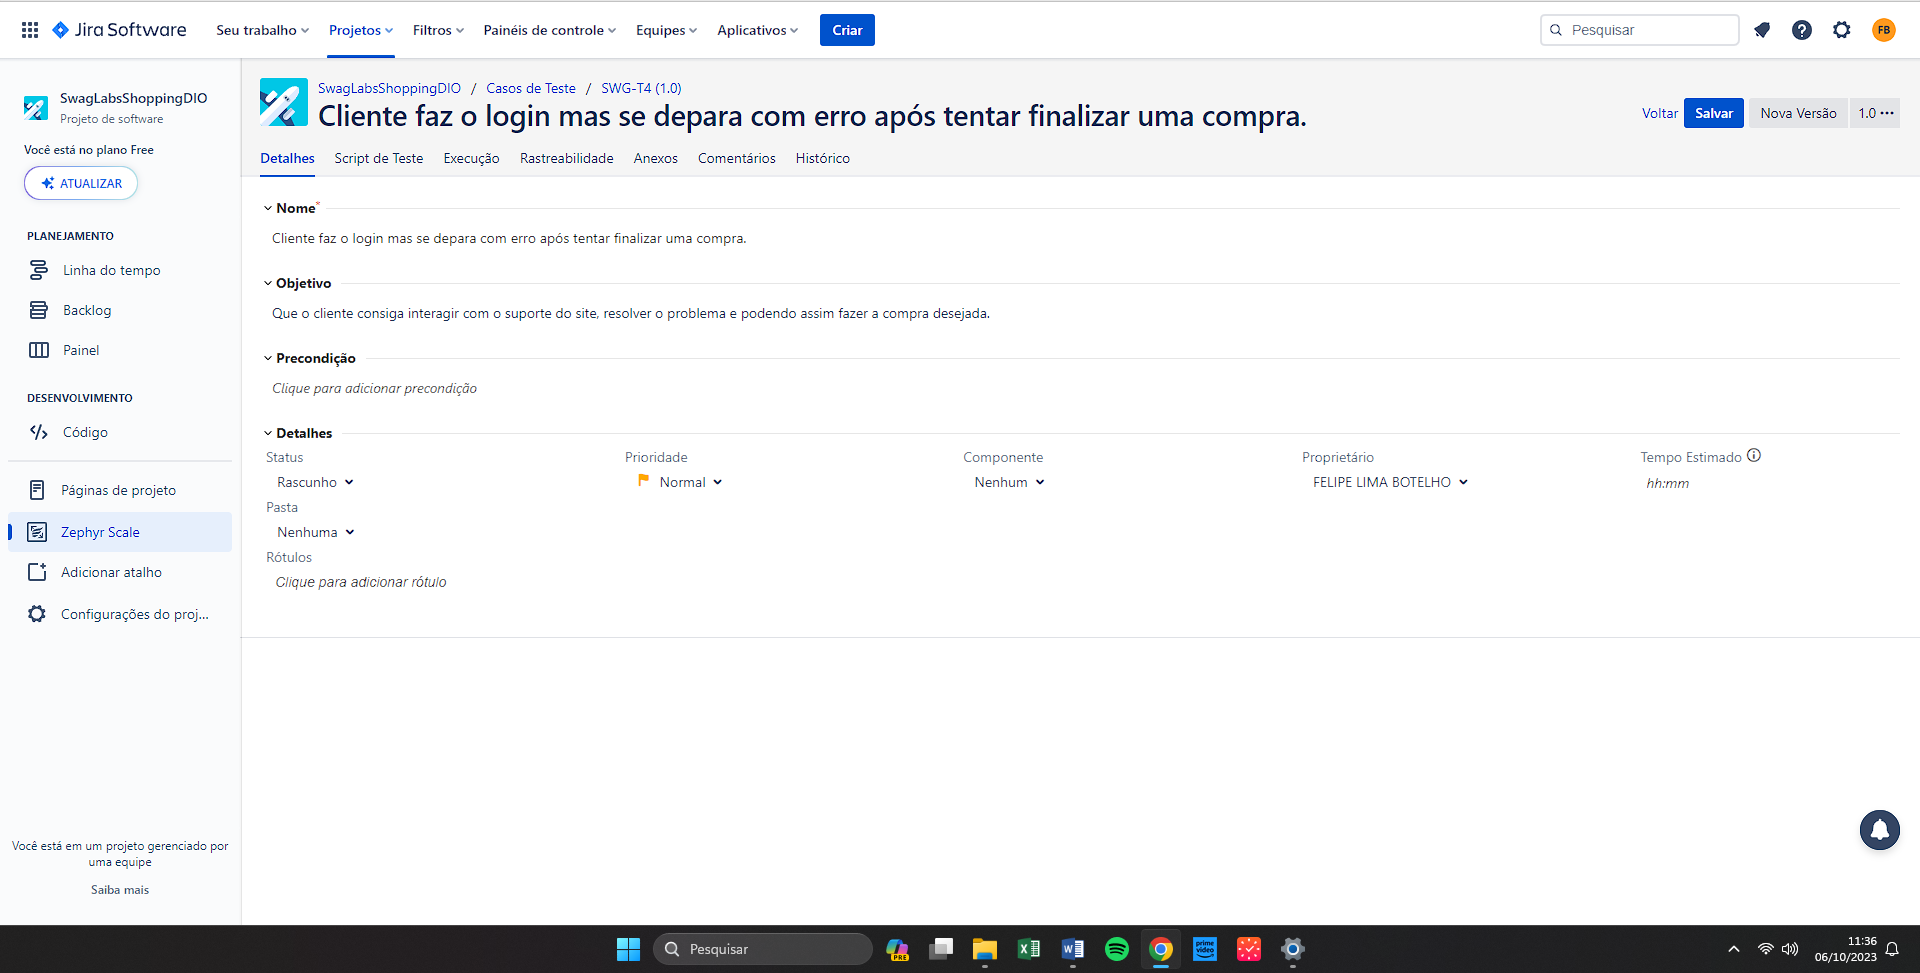 Jira Software
Seu trabalho
Projetos
Filtros
Painéis de controle
Equipes
Aplicativos
Criar
Pesquisar
FB
SwagLabsShoppingDIO
Projeto de software
Você está no plano Free
ATUALIZAR
PLANEJAMENTO
Linha do tempo
Backlog
Painel
DESENVOLVIMENTO
Código
Páginas de projeto
Zephyr Scale
Adicionar atalho
Configurações do proj...
Você está em um projeto gerenciado por
uma equipe
Saiba mais
SwagLabsShoppingDIO / Casos de Teste / SWG-T4 (1.0)
Cliente faz o login mas se depara com erro após tentar finalizar uma compra.
Voltar
Salvar
Nova Versão
1.0
Detalhes
Script de Teste
Execução
Rastreabilidade
Anexos
Comentários
Histórico
Nome*
Cliente faz o login mas se depara com erro após tentar finalizar uma compra.
Objetivo
Que o cliente consiga interagir com o suporte do site, resolver o problema e podendo assim fazer a compra desejada.
Precondição
Clique para adicionar precondição
Detalhes
Status
Prioridade
Componente
Proprietário
Tempo Estimado
Rascunho
Normal
Nenhum
FELIPE LIMA BOTELHO
hh:mm
Pasta
Nenhuma
Rótulos
Clique para adicionar rótulo
Pesquisar
PRE
prime video
11:36
06/10/2023